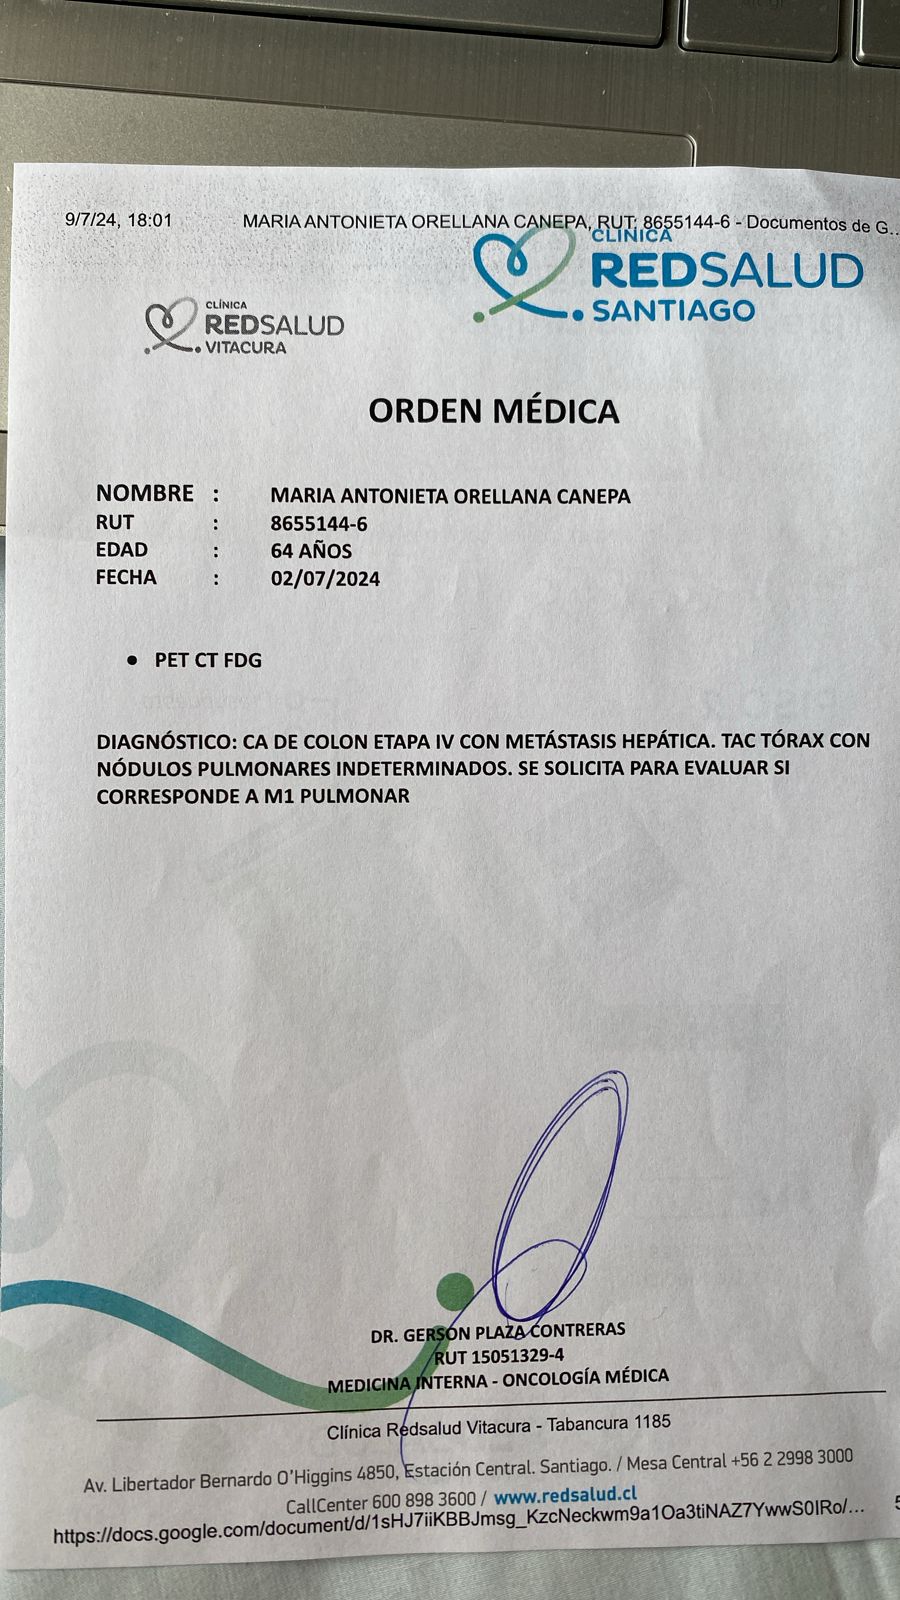 9/7/24, 18:01 MARIA ANTONIETA ORELLANA CANEPA, RUT: 8655144-6 - Documentos de G...
CLÍNICA
REDSALUD
SANTIAGO
CLÍNICA
REDSALUD
VITACURA
ORDEN MÉDICA
NOMBRE : MARIA ANTONIETA ORELLANA CANEPA
RUT : 8655144-6
EDAD : 64 AÑOS
FECHA : 02/07/2024
• PET CT FDG
DIAGNÓSTICO: CA DE COLON ETAPA IV CON METÁSTASIS HEPÁTICA. TAC TÓRAX CON
NÓDULOS PULMONARES INDETERMINADOS. SE SOLICITA PARA EVALUAR SI
CORRESPONDE A M1 PULMONAR
DR. GERSON PLAZA CONTRERAS
RUT 15051329-4
MEDICINA INTERNA - ONCOLOGÍA MÉDICA
Clínica Redsalud Vitacura - Tabancura 1185
Av. Libertador Bernardo O'Higgins 4850, Estación Central. Santiago. / Mesa Central +56 2 2998 3000
CallCenter 600 898 3600 / www.redsalud.cl
https://docs.google.com/document/d/1sHJ7iiKBBJmsg_KzcNeckwm9a1Oa3tiNAZ7YwwS0IRo/...